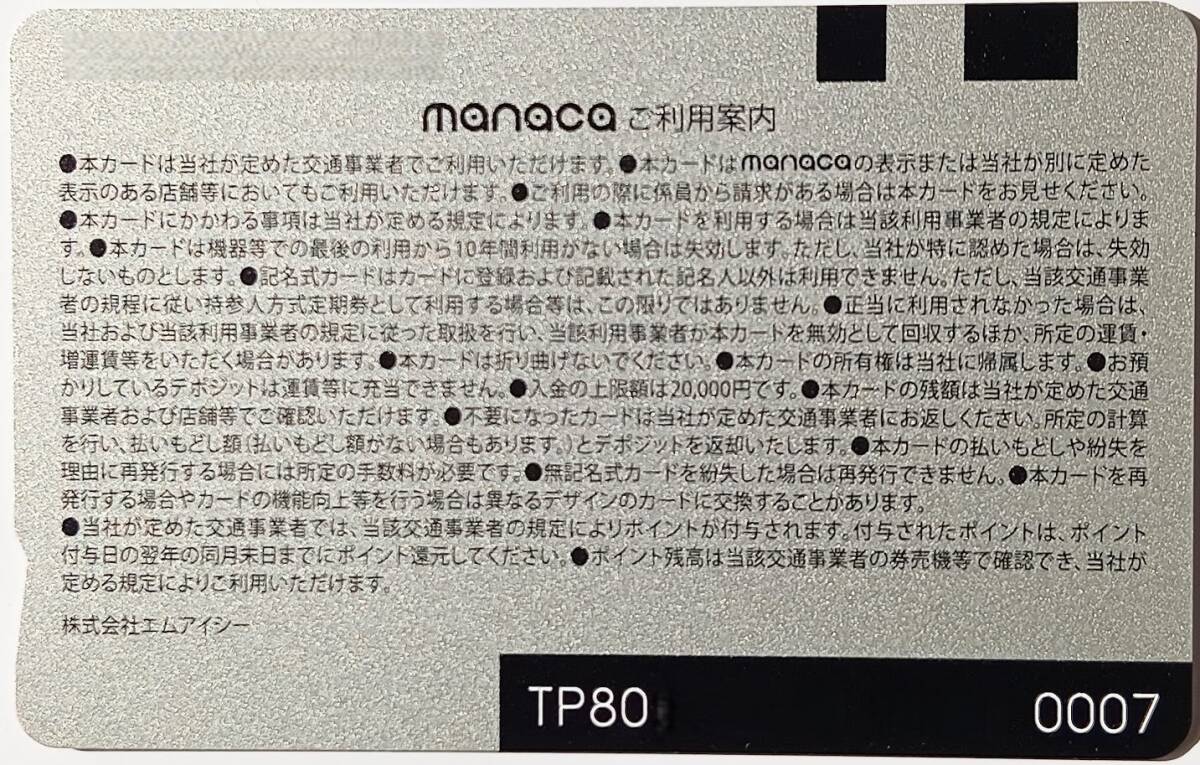 manaca ご利用案内
●本カードは当社が定めた交通事業者でご利用いただけます。●本カードはmanacaの表示または当社が別に定めた
表示のある店舗等においてもご利用いただけます。●ご利用の際に係員から請求がある場合は本カードをお見せください。
●本カードにかかわる事項は当社が定める規定によります。●本カードを利用する場合は当該利用事業者の規定によりま
す。●本カードは機器等での最後の利用から10年間利用がない場合は失効します。ただし、当社が特に認めた場合は、失効
しないものとします。●記名式カードはカードに登録および記載された記名人以外は利用できません。ただし、当該交通事業
者の規程に従い持参人方式定期券として利用する場合等は、この限りではありません。●正当に利用されなかった場合は、
当社および当該利用事業者の規定に従った取扱を行い、当該利用事業者が本カードを無効として回収するほか、所定の運賃・
増運賃等をいただく場合があります。●本カードは折り曲げないでください。●本カードの所有権は当社に帰属します。●お預
かりしているデポジットは運賃等に充当できません。●入金の上限額は20,000円です。●本カードの残額は当社が定めた交通
事業者および店舗等でご確認いただけます。●不要になったカードは当社が定めた交通事業者にお返しください。所定の計算
を行い、払いもどし額(払いもどし額がない場合もあります。)とデポジットを返却いたします。●本カードの払いもどしや紛失を
理由に再発行する場合には所定の手数料が必要です。●無記名式カードを紛失した場合は再発行できません。●本カードを再
発行する場合やカードの機能向上等を行う場合は異なるデザインのカードに交換することがあります。
●当社が定めた交通事業者では、当該交通事業者の規定によりポイントが付与されます。付与されたポイントは、ポイント
付与日の翌年の同月末日までにポイント還元してください。●ポイント残高は当該交通事業者の券売機等で確認でき、当社が
定める規定によりご利用いただけます。
株式会社エムアイシー
TP80 0007